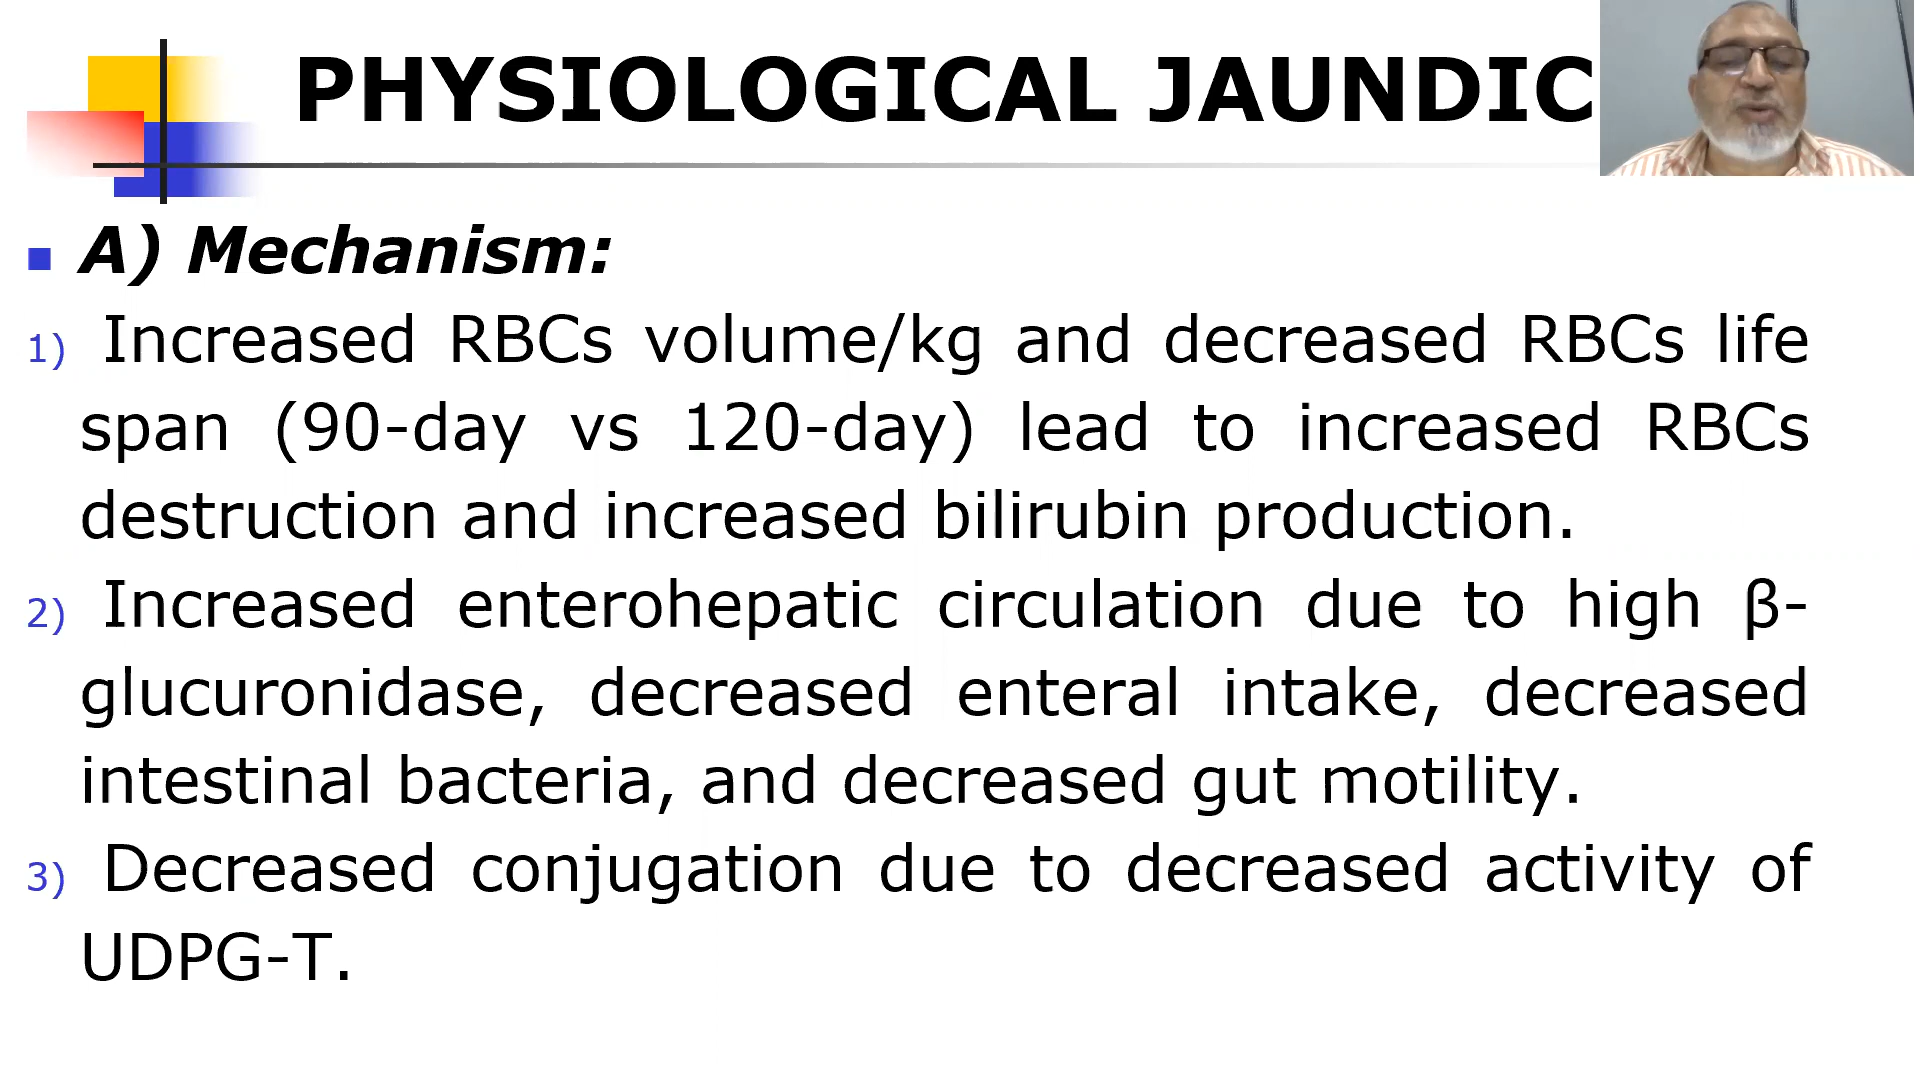 PHYSIOLOGICAL JAUNDIC
A) Mechanism:
1) Increased RBCs volume/kg and decreased RBCs life
span (90-day vs 120-day) lead to increased RBCs
destruction and increased bilirubin production.
2) Increased enterohepatic circulation due to high β-
glucuronidase, decreased enteral intake, decreased
intestinal bacteria, and decreased gut motility.
3) Decreased conjugation due to decreased activity of
UDPG-T.